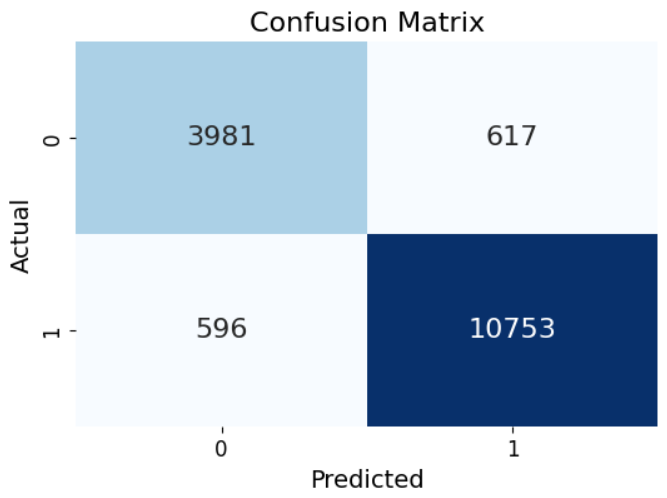 Confusion Matrix
Actual
0
3981
617
1
596
10753
0
1
Predicted